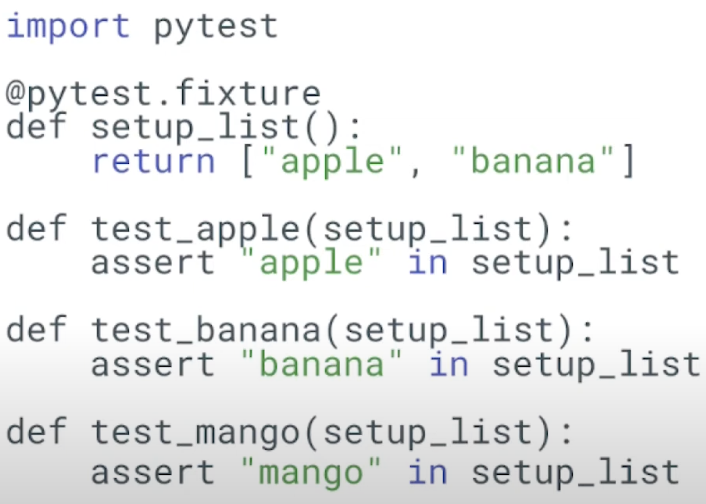 import pytest
@pytest.fixture
def setup_list():
    return ["apple", "banana"]
def test_apple(setup_list):
    assert "apple" in setup_list
def test_banana(setup_list):
    assert "banana" in setup_list
def test_mango(setup_list):
    assert "mango" in setup_list